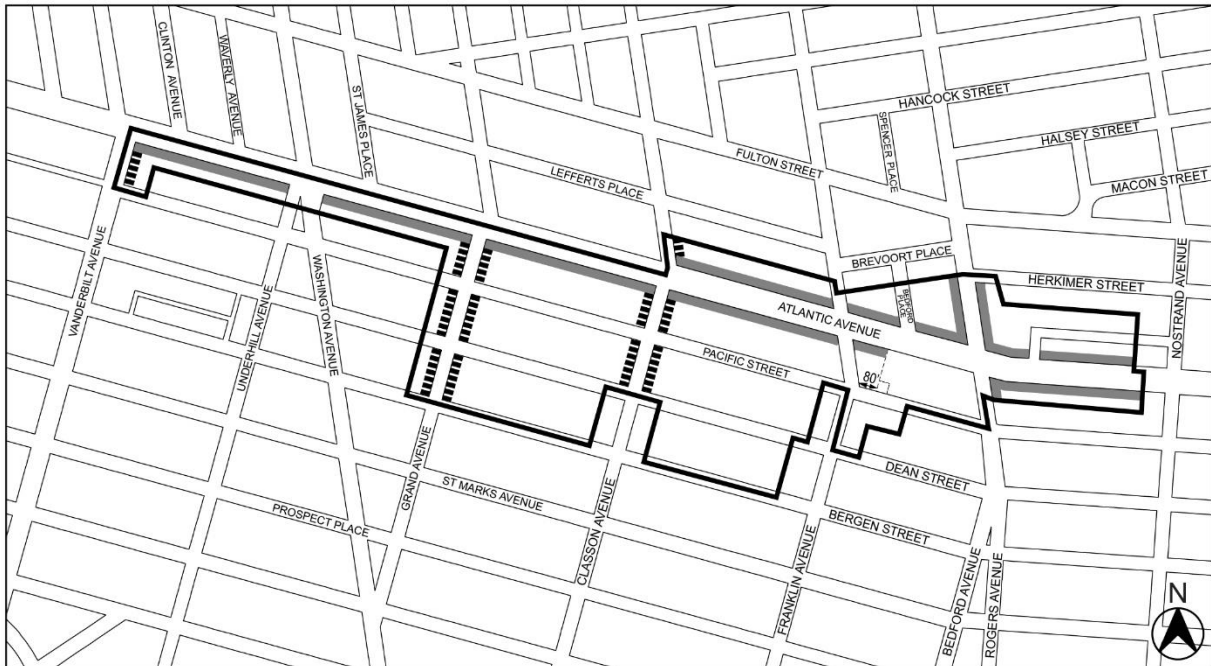 CLINTON AVENUE
WAVERLY AVENUE
ST JAMES PLACE
HANCOCK STREET
SPENCER PLACE
HALSEY STREET
FULTON STREET
LEFFERTS PLACE
MACON STREET
BREVOORT PLACE
HERKIMER STREET
NOSTRAND AVENUE
BEDFORD PLACE
ATLANTIC AVENUE
VANDERBILT AVENUE
UNDERHILL AVENUE
WASHINGTON AVENUE
PACIFIC STREET
80'
GRAND AVENUE
ST MARKS AVENUE
DEAN STREET
PROSPECT PLACE
CLASSON AVENUE
BERGEN STREET
FRANKLIN AVENUE
BEDFORD AVENUE
ROGERS AVENUE
N